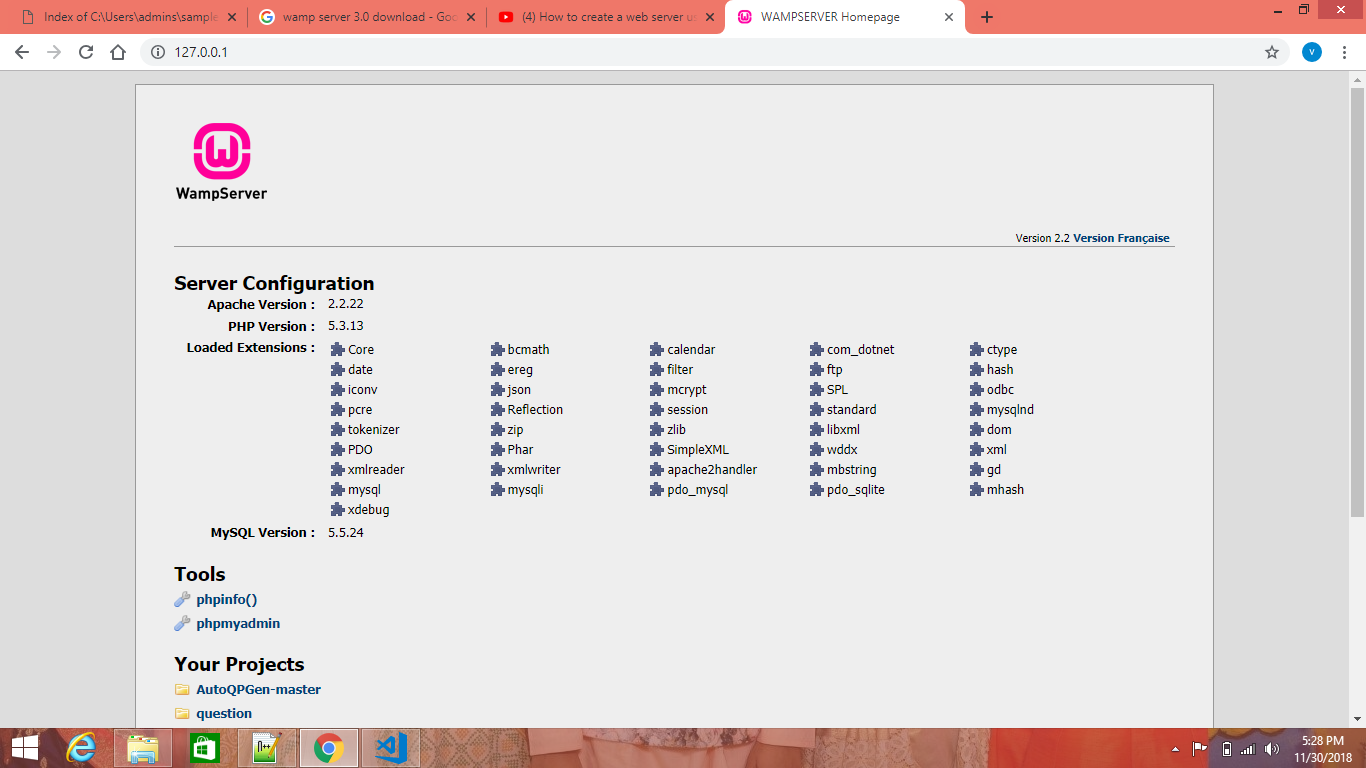 Index of C:\Users\admins\sample
wamp server 3.0 download - Goo
(4) How to create a web server us
WAMPSERVER Homepage
127.0.0.1
v
WampServer
Version 2.2 Version Française
Server Configuration
Apache Version : 2.2.22
PHP Version : 5.3.13
Loaded Extensions : Core bcmath calendar com_dotnet ctype
date ereg filter ftp hash
iconv json mcrypt SPL odbc
pcre Reflection session standard mysqlnd
tokenizer zip zlib libxml dom
PDO Phar SimpleXML wddx xml
xmlreader xmlwriter apache2handler mbstring gd
mysql mysqli pdo_mysql pdo_sqlite mhash
xdebug
MySQL Version : 5.5.24
Tools
phpinfo()
phpmyadmin
Your Projects
AutoQPGen-master
question
5:28 PM
11/30/2018